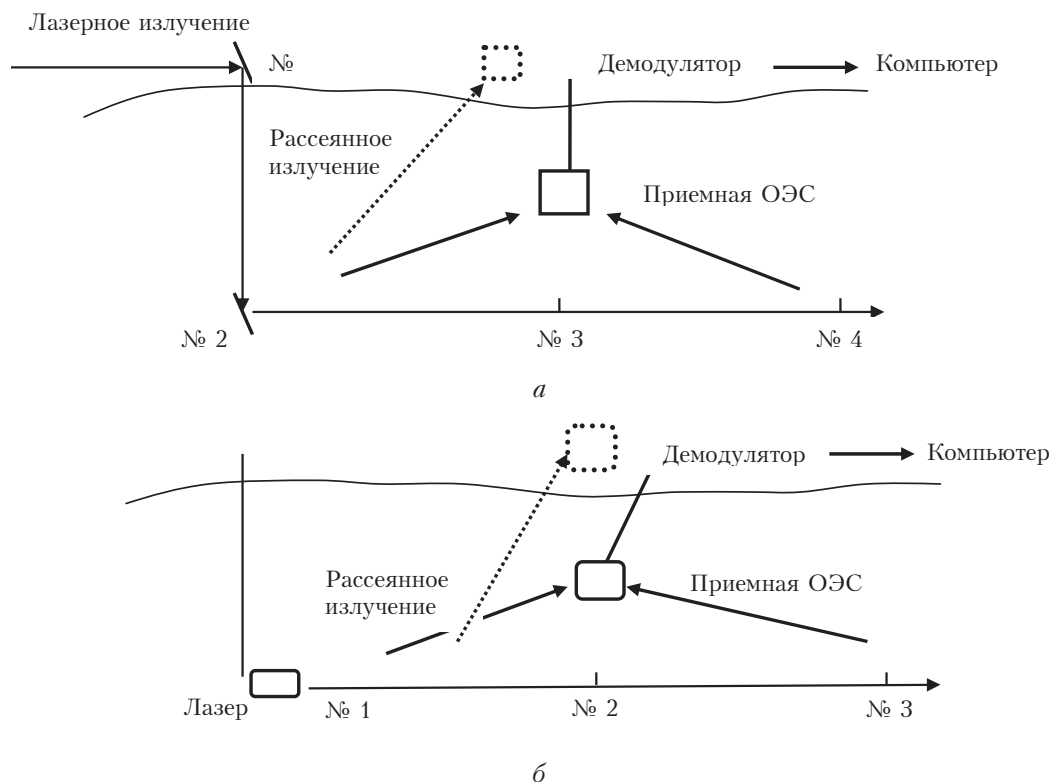 Лазерное излучение
№
Демодулятор
Компьютер
Рассеянное
излучение
Приемная ОЭС
№ 2
№ 3
№ 4
а
Демодулятор
Компьютер
Рассеянное
излучение
Приемная ОЭС
Лазер
№ 1
№ 2
№ 3
б